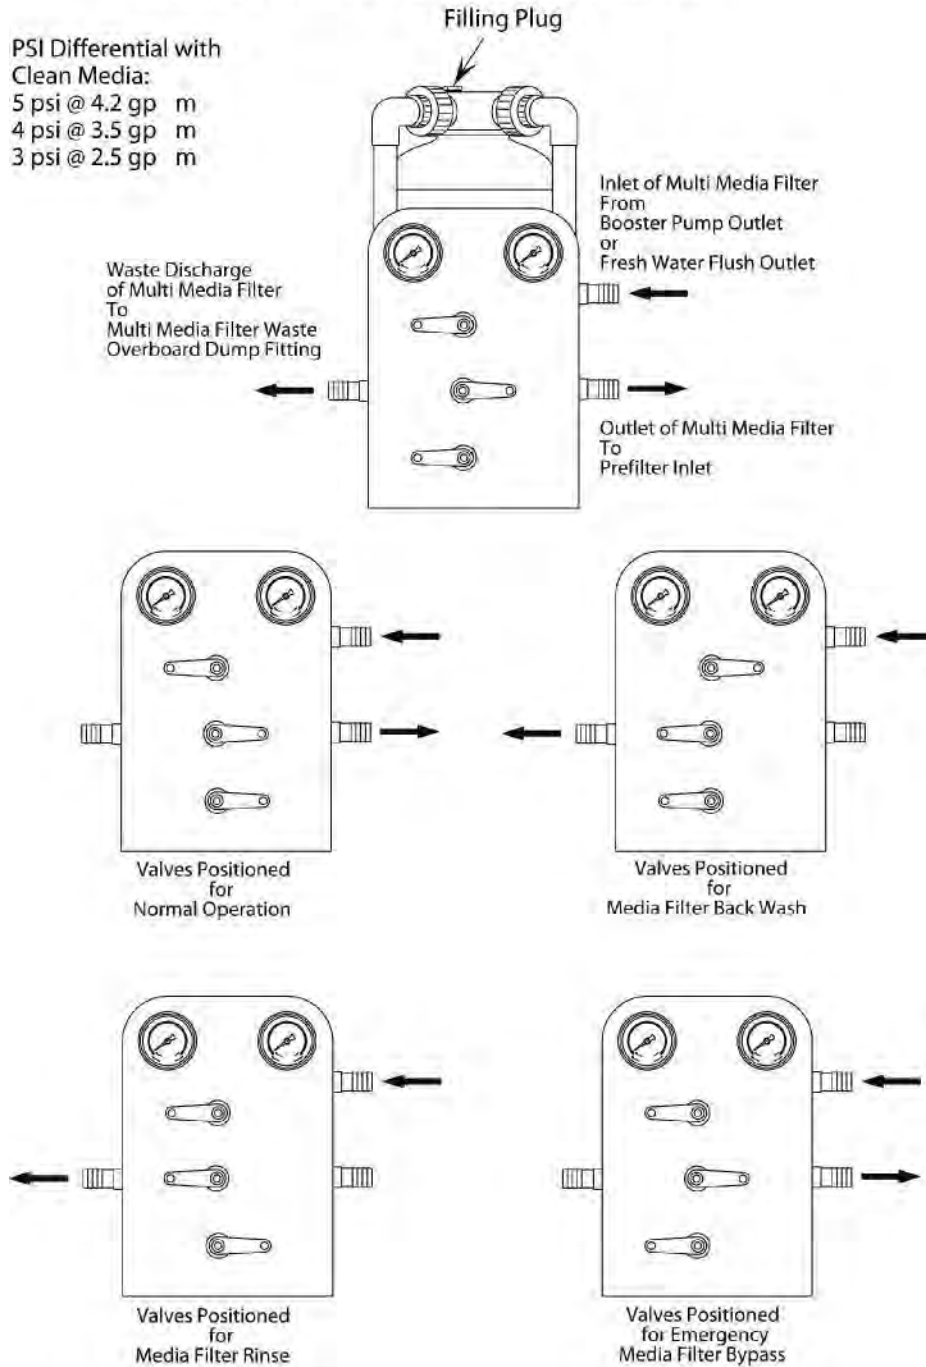 Filling Plug
PSI Differential with
Clean Media:
5 psi @ 4.2 gp m
4 psi @ 3.5 gp m
3 psi @ 2.5 gp m
Inlet of Multi Media Filter
From
Booster Pump Outlet
or
Fresh Water Flush Outlet
Waste Discharge
of Multi Media Filter
To
Multi Media Filter Waste
Overboard Dump Fitting
Outlet of Multi Media Filter
To
Prefilter Inlet
Valves Positioned
for
Normal Operation
Valves Positioned
for
Media Filter Back Wash
Valves Positioned
for
Media Filter Rinse
Valves Positioned
for Emergency
Media Filter Bypass